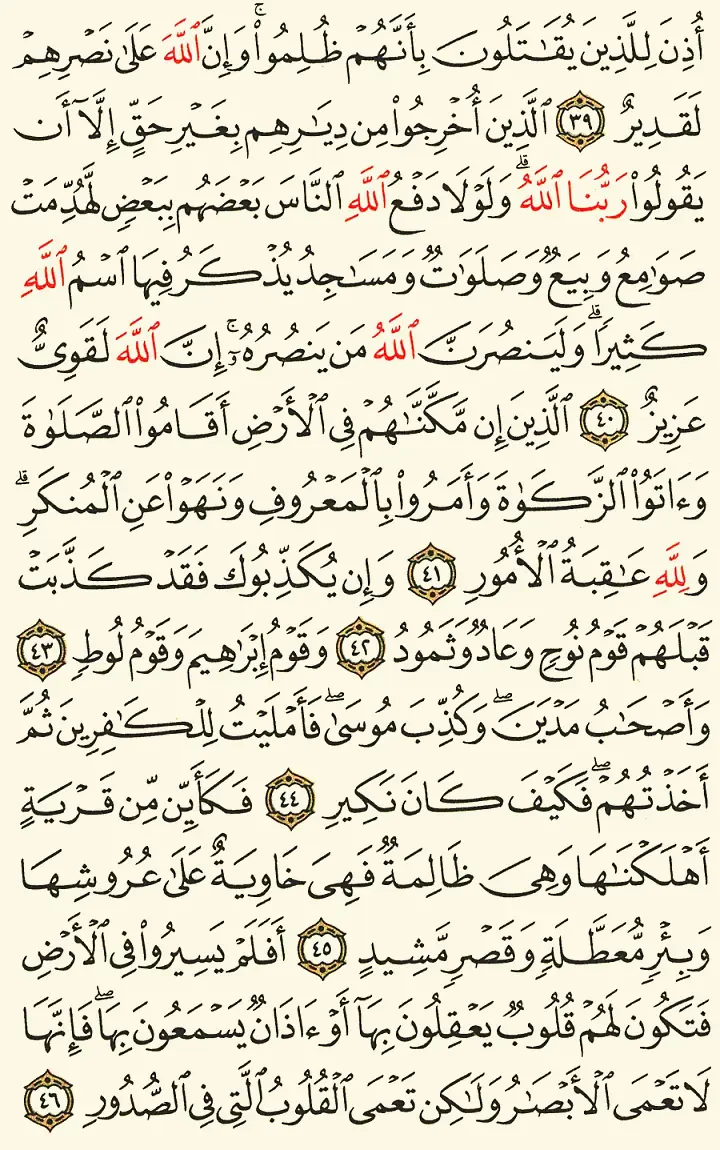 أُذِنَ لِلَّذِينَ يُقَٰتَلُونَ بِأَنَّهُمْ ظُلِمُوا۟ ۚ وَإِنَّ ٱللَّهَ عَلَىٰ نَصْرِهِمْ
لَقَدِيرٌ ٣٩ ٱلَّذِينَ أُخْرِجُوا۟ مِن دِيَٰرِهِم بِغَيْرِ حَقٍّ إِلَّآ أَن
يَقُولُوا۟ رَبُّنَا ٱللَّهُ ۗ وَلَوْلَا دَفْعُ ٱللَّهِ ٱلنَّاسَ بَعْضَهُم بِبَعْضٍ لَّهُدِّمَتْ
صَوَٰمِعُ وَبِيَعٌ وَصَلَوَٰتٌ وَمَسَٰجِدُ يُذْكَرُ فِيهَا ٱسْمُ ٱللَّهِ
كَثِيرًا ۗ وَلَيَنصُرَنَّ ٱللَّهُ مَن يَنصُرُهُۥٓ ۚ إِنَّ ٱللَّهَ لَقَوِىٌّ
عَزِيزٌ ٤٠ ٱلَّذِينَ إِن مَّكَّنَّٰهُمْ فِى ٱلْأَرْضِ أَقَامُوا۟ ٱلصَّلَوٰةَ
وَءَاتَوُا۟ ٱلزَّكَوٰةَ وَأَمَرُوا۟ بِٱلْمَعْرُوفِ وَنَهَوْا۟ عَنِ ٱلْمُنكَرِ ۗ
وَلِلَّهِ عَٰقِبَةُ ٱلْأُمُورِ ٤١ وَإِن يُكَذِّبُوكَ فَقَدْ كَذَّبَتْ
قَبْلَهُمْ قَوْمُ نُوحٍ وَعَادٌ وَثَمُودُ ٤٢ وَقَوْمُ إِبْرَٰهِيمَ وَقَوْمُ لُوطٍ ٤٣
وَأَصْحَٰبُ مَدْيَنَ ۖ وَكُذِّبَ مُوسَىٰ ۖ فَأَمْلَيْتُ لِلْكَٰفِرِينَ ثُمَّ
أَخَذْتُهُمْ ۖ فَكَيْفَ كَانَ نَكِيرِ ٤٤ فَكَأَيِّن مِّن قَرْيَةٍ
أَهْلَكْنَٰهَا وَهِىَ ظَالِمَةٌ فَهِىَ خَاوِيَةٌ عَلَىٰ عُرُوشِهَا
وَبِئْرٍ مُّعَطَّلَةٍ وَقَصْرٍ مَّشِيدٍ ٤٥ أَفَلَمْ يَسِيرُوا۟ فِى ٱلْأَرْضِ
فَتَكُونَ لَهُمْ قُلُوبٌ يَعْقِلُونَ بِهَآ أَوْ ءَاذَانٌ يَسْمَعُونَ بِهَا ۖ فَإِنَّهَا
لَا تَعْمَى ٱلْأَبْصَٰرُ وَلَٰكِن تَعْمَى ٱلْقُلُوبُ ٱلَّتِى فِى ٱلصُّدُورِ ٤٦